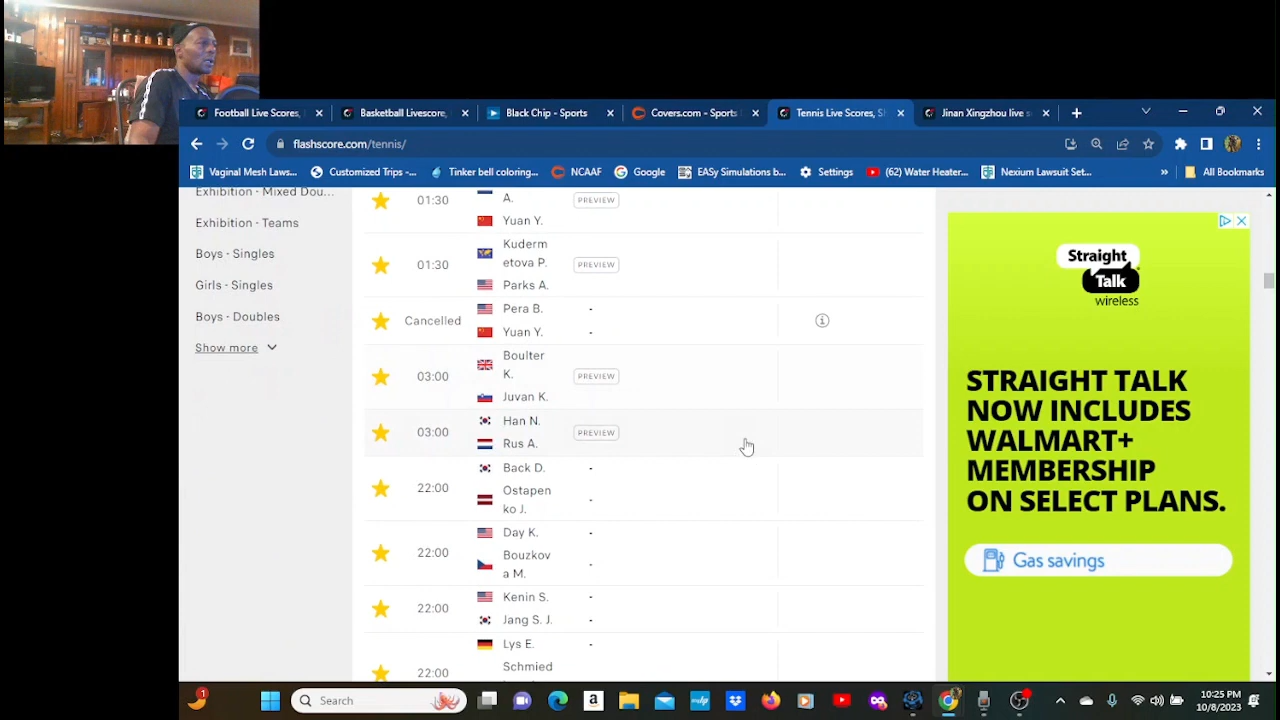 Football Live Scores,
Basketball Livescore,
Black Chip - Sports
Covers.com - Sports
Tennis Live Scores, S
Jinan Xingzhou live s
flashscore.com/tennis/
Vaginal Mesh Laws...
Customized Trips -...
Tinker bell coloring...
NCAAF
Google
EASy Simulations b...
Settings
(62) Water Heater...
Nexium Lawsuit Set...
»
All Bookmarks
Exhibition - Mixed Dou...
Exhibition - Teams
Boys - Singles
Girls - Singles
Boys - Doubles
Show more
01:30
A.
PREVIEW
Yuan Y.
01:30
Kuderm
etova P.
PREVIEW
Parks A.
Cancelled
Pera B. -
Yuan Y. -
03:00
Boulter
K.
PREVIEW
Juvan K.
03:00
Han N.
PREVIEW
Rus A.
22:00
Back D. -
Ostapen
ko J. -
22:00
Day K. -
Bouzkov
a M. -
22:00
Kenin S. -
Jang S. J. -
22:00
Lys E. -
Schmied
Straight
Talk
wireless
STRAIGHT TALK
NOW INCLUDES
WALMART+
MEMBERSHIP
ON SELECT PLANS.
Gas savings
1
Search
10:25 PM
10/8/2023